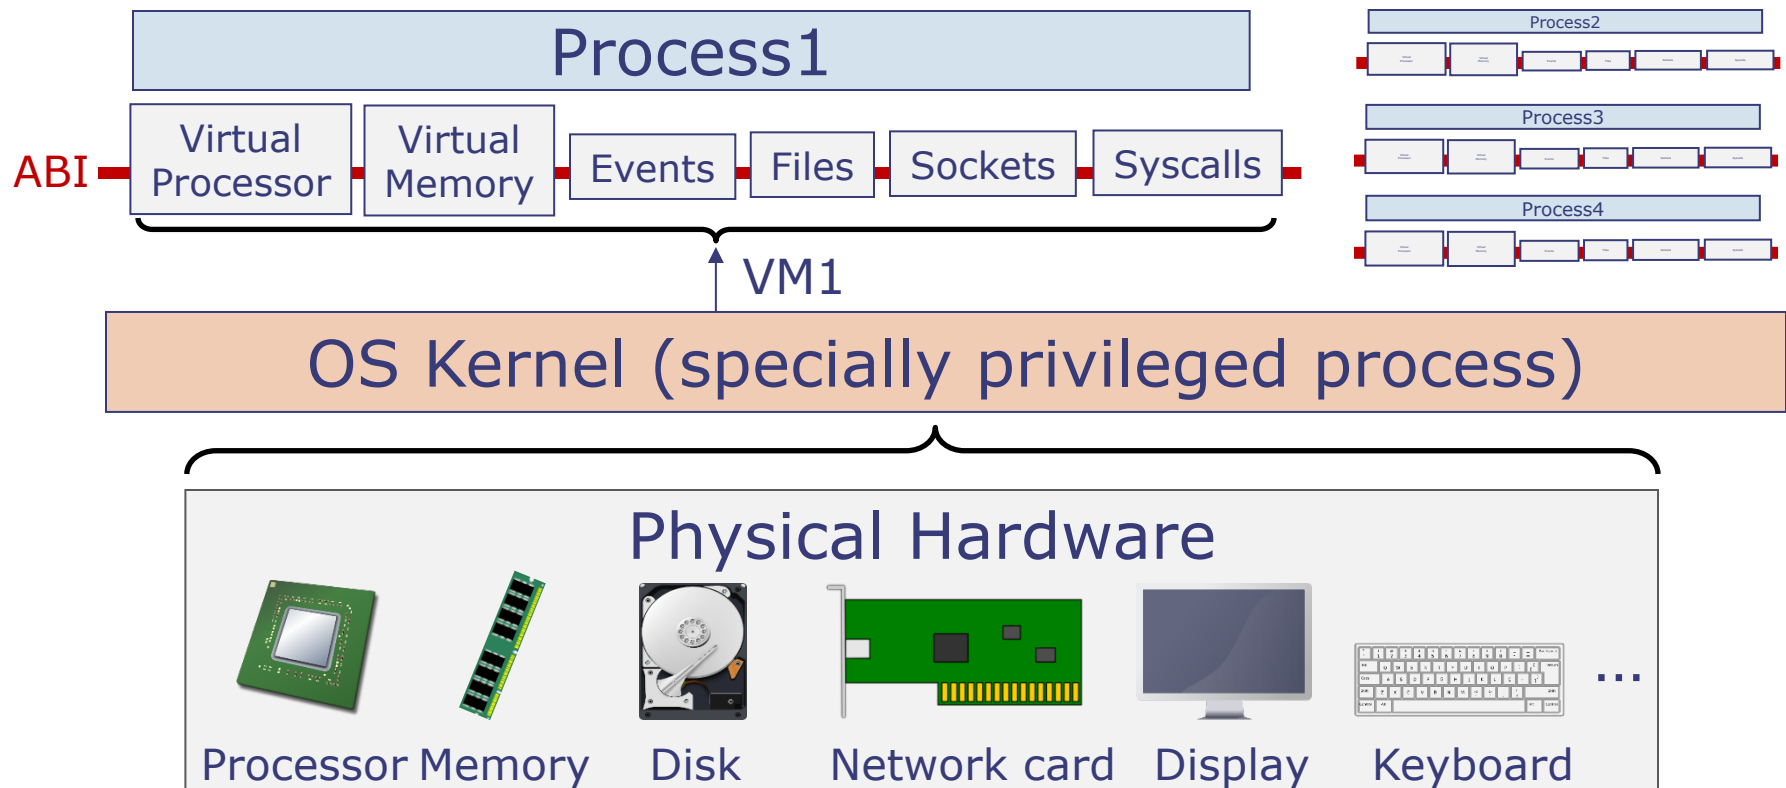 Process1
ABI
Virtual
Processor
Virtual
Memory
Events
Files
Sockets
Syscalls
VM1
Process2
Process3
Process4
OS Kernel (specially privileged process)
Physical Hardware
Processor
Memory
Disk
Network card
Display
Keyboard
...